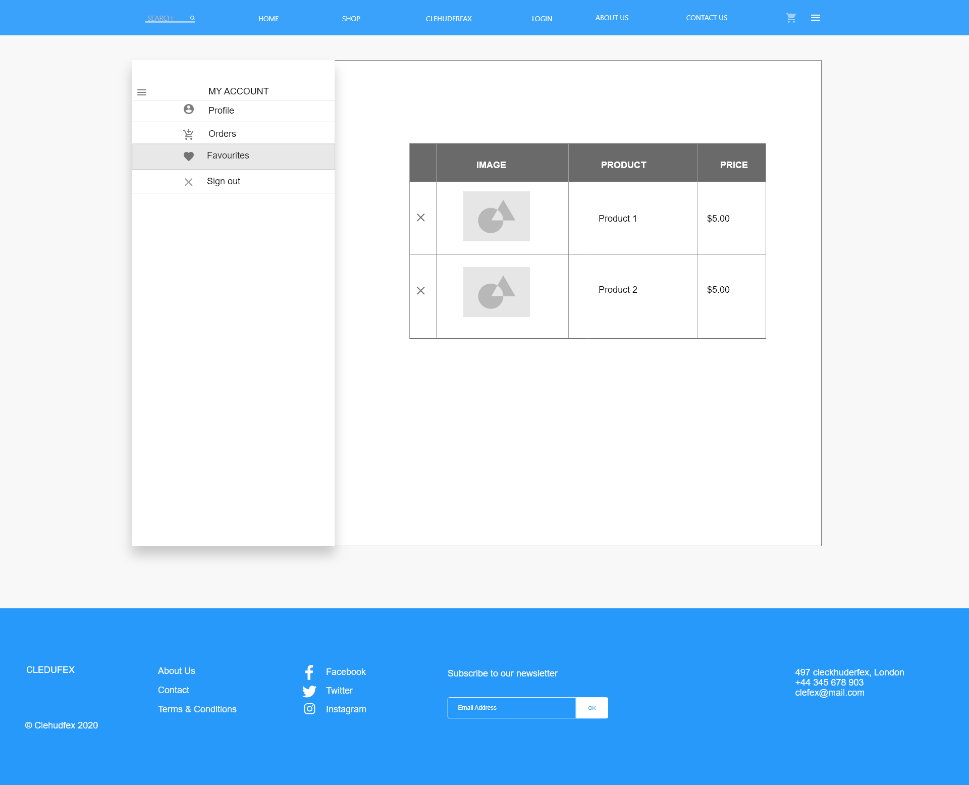 SEARCH
HOME
SHOP
CLEHUDERFAX
LOGIN
ABOUT US
CONTACT US
MY ACCOUNT
Profile
Orders
Favourites
Sign out
IMAGE PRODUCT PRICE
Product 1 $5.00
Product 2 $5.00
CLEDUFEX
© Clehudfex 2020
About Us
Contact
Terms & Conditions
Facebook
Twitter
Instagram
Subscribe to our newsletter
Email Address
OK
497 cleckhuderfex, London
+44 345 678 903
clefex@mail.com